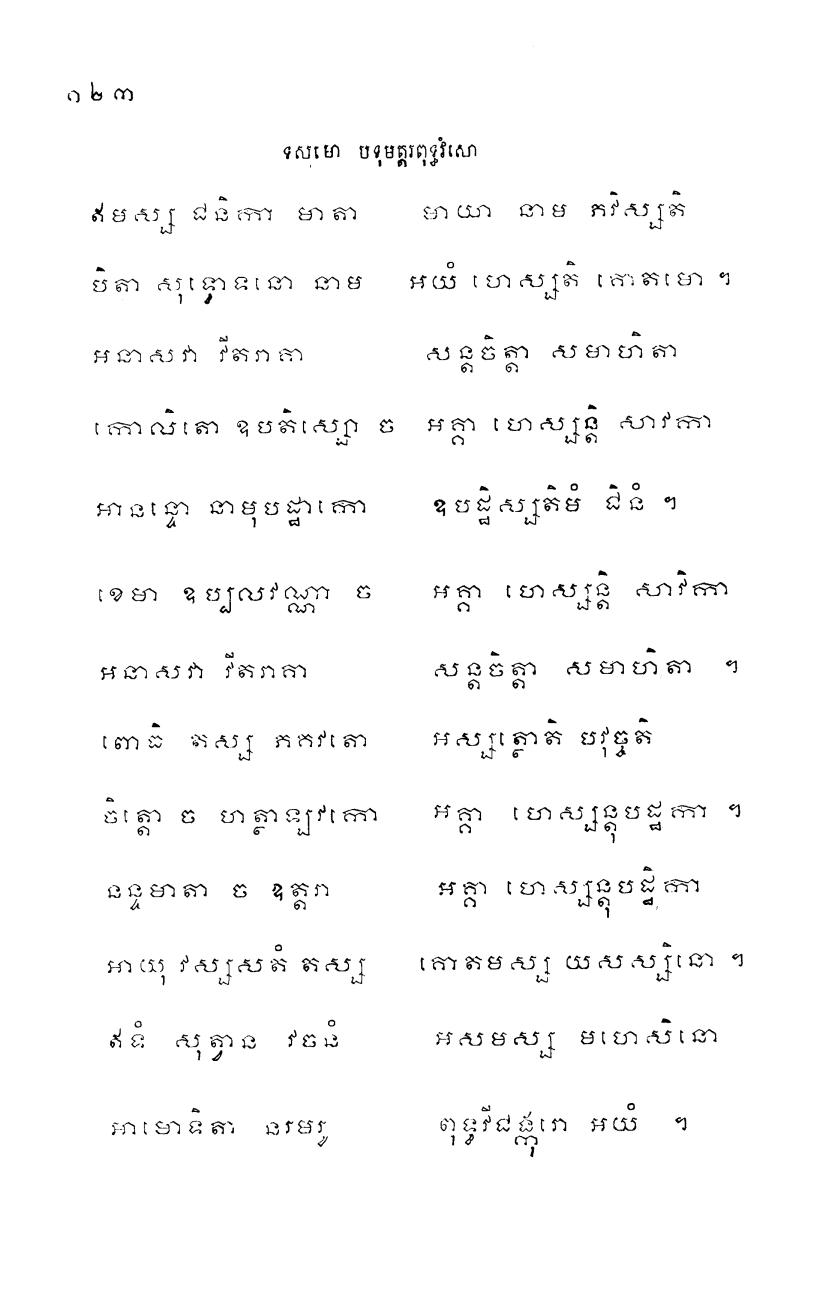 ១២៣
ទសមោ បទុមត្តរពុទ្ធវំសោ
ឥមស្ស ជនិកា មាតា មាយា នាម ភវិស្សតិ
បិតា សុទ្ធោទនោ នាម អយំ ហេស្សតិ គោតមោ ។
អនាសវា វីតរាគា សន្តចិត្តា សមាហិតា
កោលិតោ ឧបតិស្សោ ច អគ្គា ហេស្សន្តិ សាវកា
អានន្ទោ នាមុបដ្ឋាកោ ឧបដ្ឋិស្សតិមំ ជិនំ ។
ខេមា ឧប្បលវណ្ណា ច អគ្គា ហេស្សន្តិ សាវិកា
អនាសវា វីតរាគា សន្តចិត្តា សមាហិតា ។
ពោធិ តស្ស ភគវតោ អស្សត្ថោតិ បវុច្ចតិ
ចិត្តោ ច ហត្ថាឡ្បវកោ អគ្គា ហេស្សន្តុបដ្ឋកា ។
នន្ទមាតា ច ឧត្តរា អគ្គា ហេស្សន្តុបដ្ឋិកា
អាយុ វស្សសតំ តស្ស គោតមស្ស យសស្សិនោ ។
ឥទំ សុត្វាន វចនំ អសមស្ស មហេសិនោ
អាមោទិតា នរមរូ ពុទ្ធវីជង្កុរោ អយំ ។